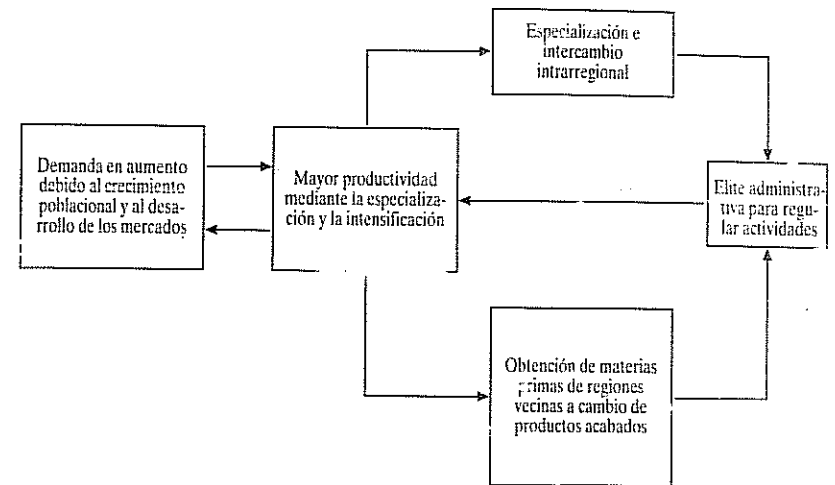 Especialización e
intercambio
intrarregional
Demanda en aumento
debido al crecimiento
poblacional y al desa-
rrollo de los mercados
Mayor productividad
mediante la especializa-
ción y la intensificación
Elite administra-
tiva para regu-
lar actividades
Obtención de materias
primas de regiones
vecinas a cambio de
productos acabados